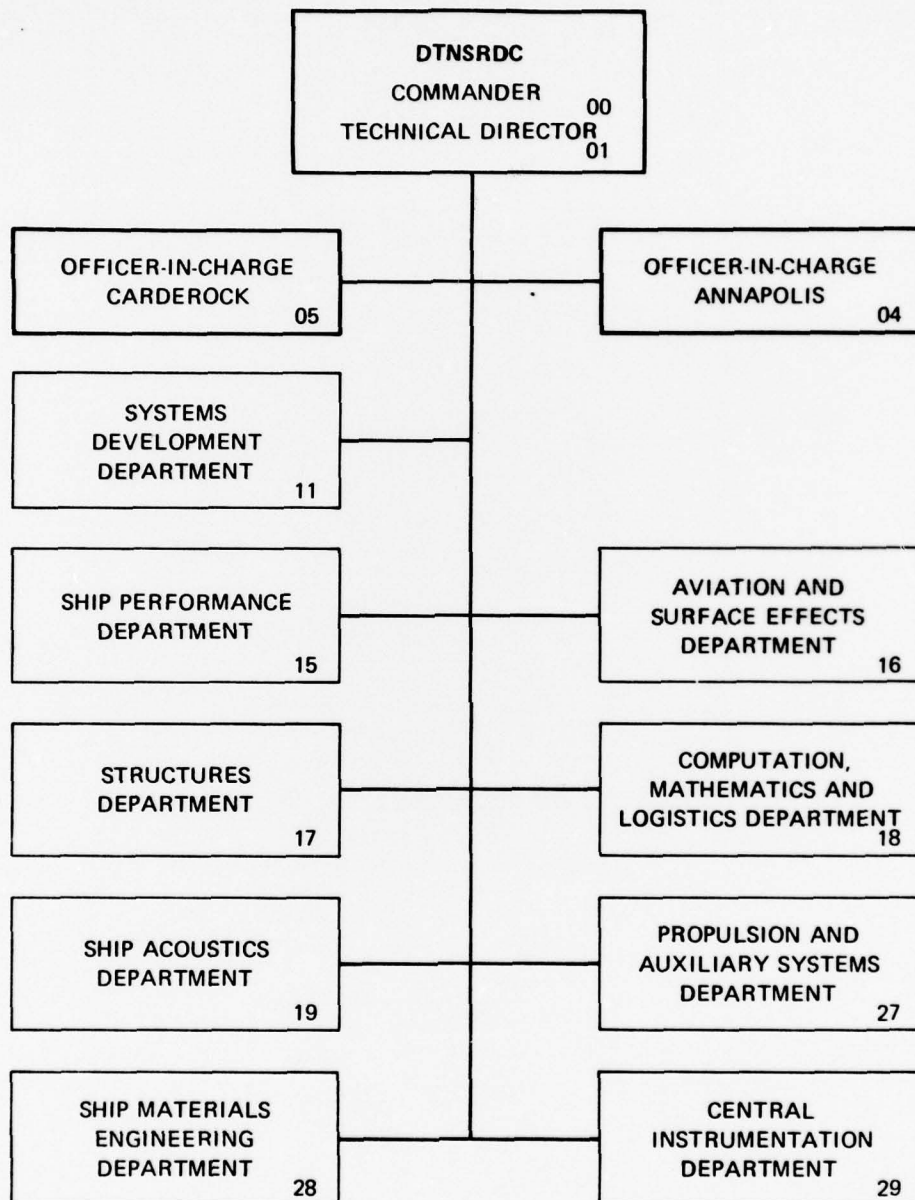 DTNSRDC
COMMANDER 00
TECHNICAL DIRECTOR 01
OFFICER-IN-CHARGE
CARDEROCK
05
OFFICER-IN-CHARGE
ANNAPOLIS
04
SYSTEMS
DEVELOPMENT
DEPARTMENT
11
SHIP PERFORMANCE
DEPARTMENT
15
AVIATION AND
SURFACE EFFECTS
DEPARTMENT
16
STRUCTURES
DEPARTMENT
17
COMPUTATION,
MATHEMATICS AND
LOGISTICS DEPARTMENT
18
SHIP ACOUSTICS
DEPARTMENT
19
PROPULSION AND
AUXILIARY SYSTEMS
DEPARTMENT
27
SHIP MATERIALS
ENGINEERING
DEPARTMENT
28
CENTRAL
INSTRUMENTATION
DEPARTMENT
29